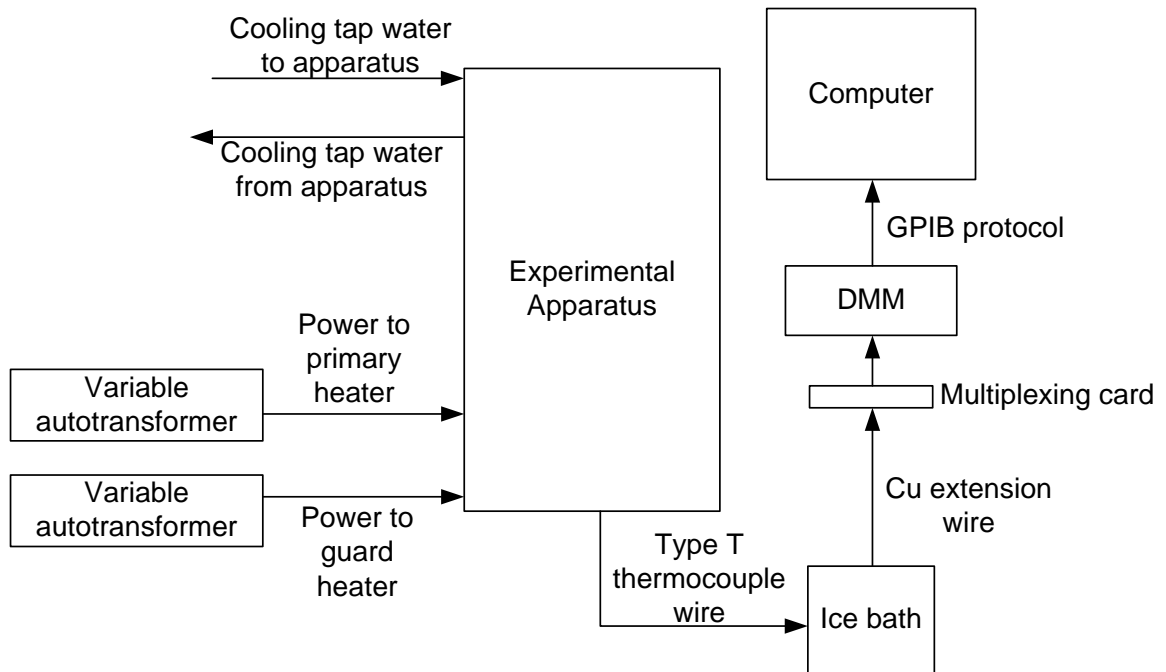 Cooling tap water
to apparatus
Cooling tap water
from apparatus
Experimental
Apparatus
Power to
primary
heater
Variable
autotransformer
Variable
autotransformer
Power to
guard
heater
Type T
thermocouple
wire
Computer
GPIB protocol
DMM
Multiplexing card
Cu extension
wire
Ice bath